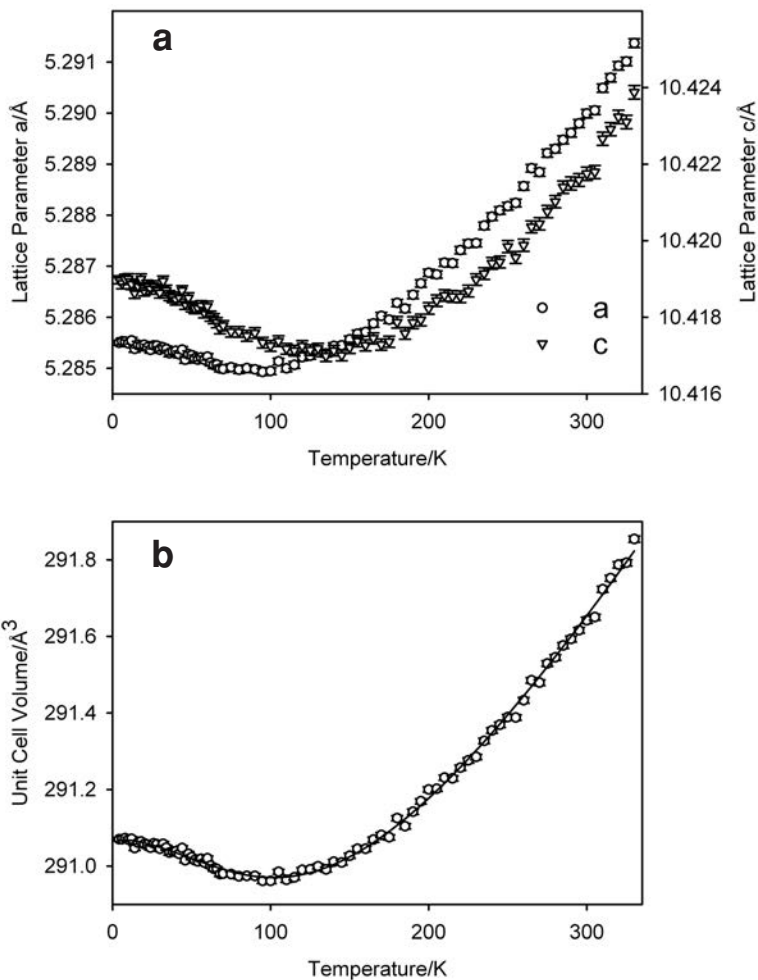 a
5.291
5.290
5.289
5.288
5.287
5.286
5.285
Lattice Parameter a/Å
10.424
10.422
10.420
10.418
10.416
Lattice Parameter c/Å
a
c
0
100
200
300
Temperature/K
b
291.8
291.6
291.4
291.2
291.0
Unit Cell Volume/Å³
0
100
200
300
Temperature/K